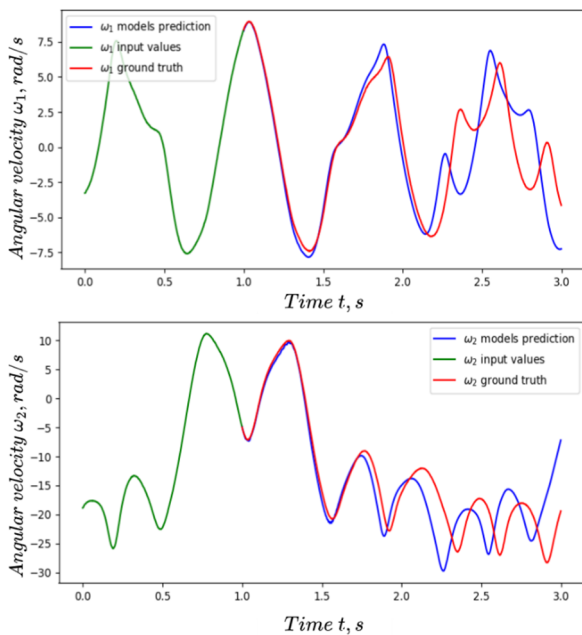 ω₁ models prediction
ω₁ input values
ω₁ ground truth
Angular velocity ω₁, rad/s
7.5
5.0
2.5
0.0
−2.5
−5.0
−7.5
0.0 0.5 1.0 1.5 2.0 2.5 3.0
Time t, s
ω₂ models prediction
ω₂ input values
ω₂ ground truth
Angular velocity ω₂, rad/s
10
5
0
−5
−10
−15
−20
−25
−30
0.0 0.5 1.0 1.5 2.0 2.5 3.0
Time t, s